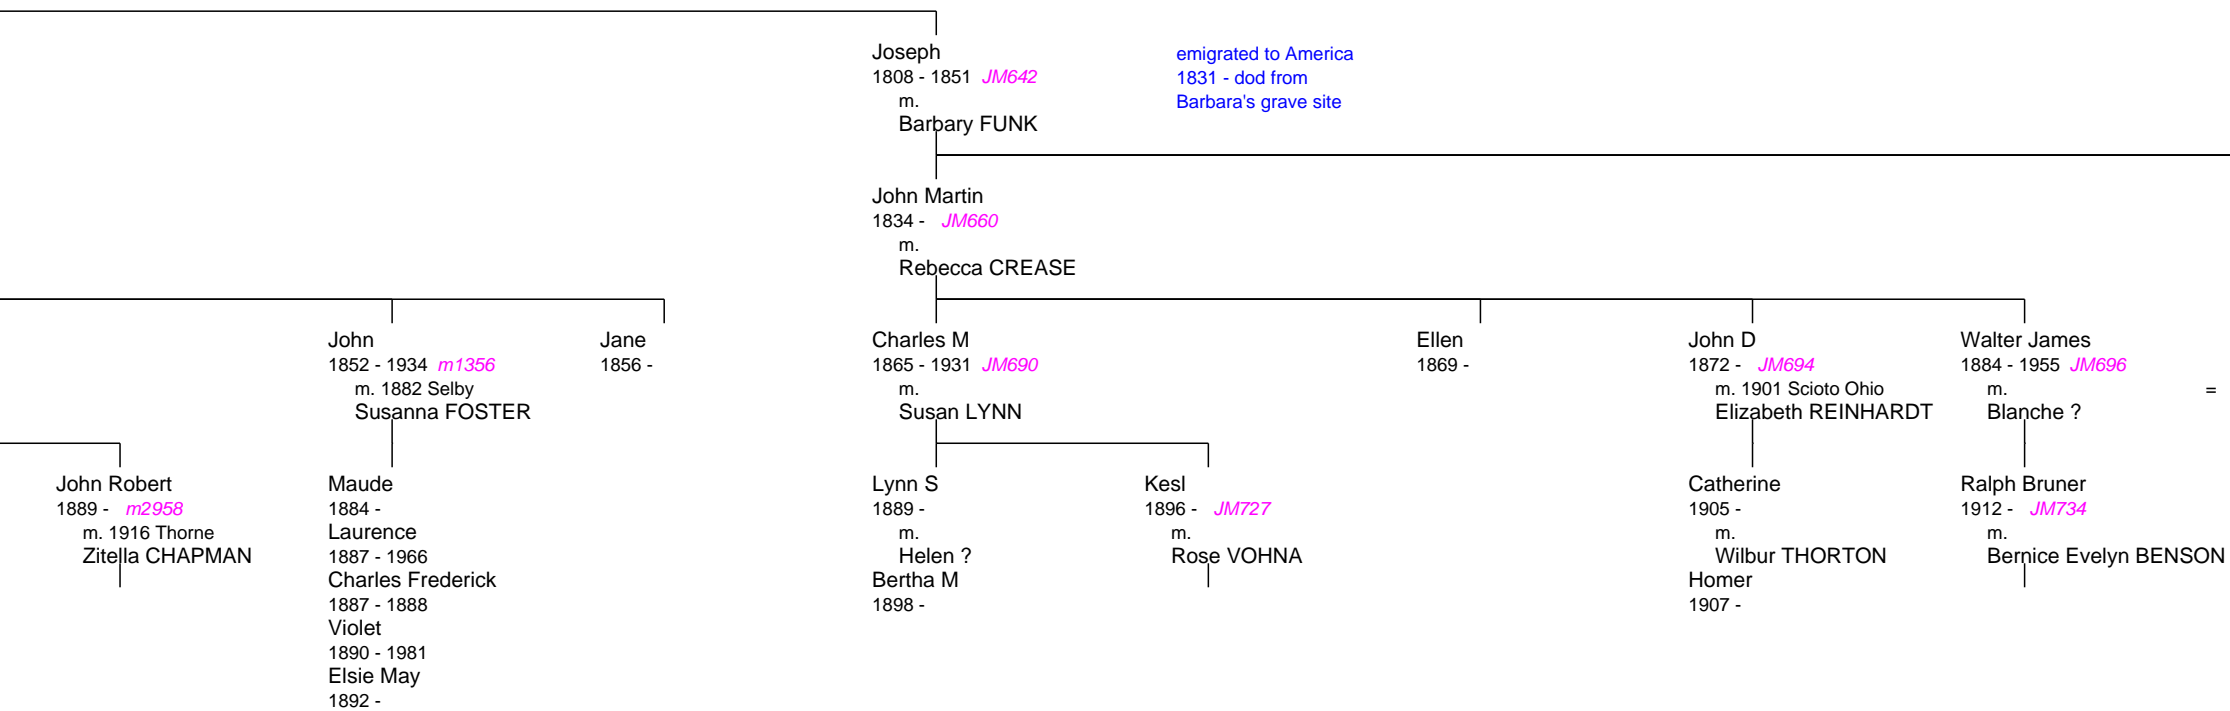 Joseph
1808 - 1851 JM642
m.
Barbary FUNK
emigrated to America
1831 - dod from
Barbara's grave site
John Martin
1834 - JM660
m.
Rebecca CREASE
John
1852 - 1934 m1356
m. 1882 Selby
Susanna FOSTER
Jane
1856 -
Charles M
1865 - 1931 JM690
m.
Susan LYNN
Ellen
1869 -
John D
1872 - JM694
m. 1901 Scioto Ohio
Elizabeth REINHARDT
Walter James
1884 - 1955 JM696
m. =
Blanche ?
John Robert
1889 - m2958
m. 1916 Thorne
Zitella CHAPMAN
Maude
1884 -
Laurence
1887 - 1966
Charles Frederick
1887 - 1888
Violet
1890 - 1981
Elsie May
1892 -
Lynn S
1889 -
m.
Helen ?
Bertha M
1898 -
Kesl
1896 - JM727
m.
Rose VOHNA
Catherine
1905 -
m.
Wilbur THORTON
Homer
1907 -
Ralph Bruner
1912 - JM734
m.
Bernice Evelyn BENSON